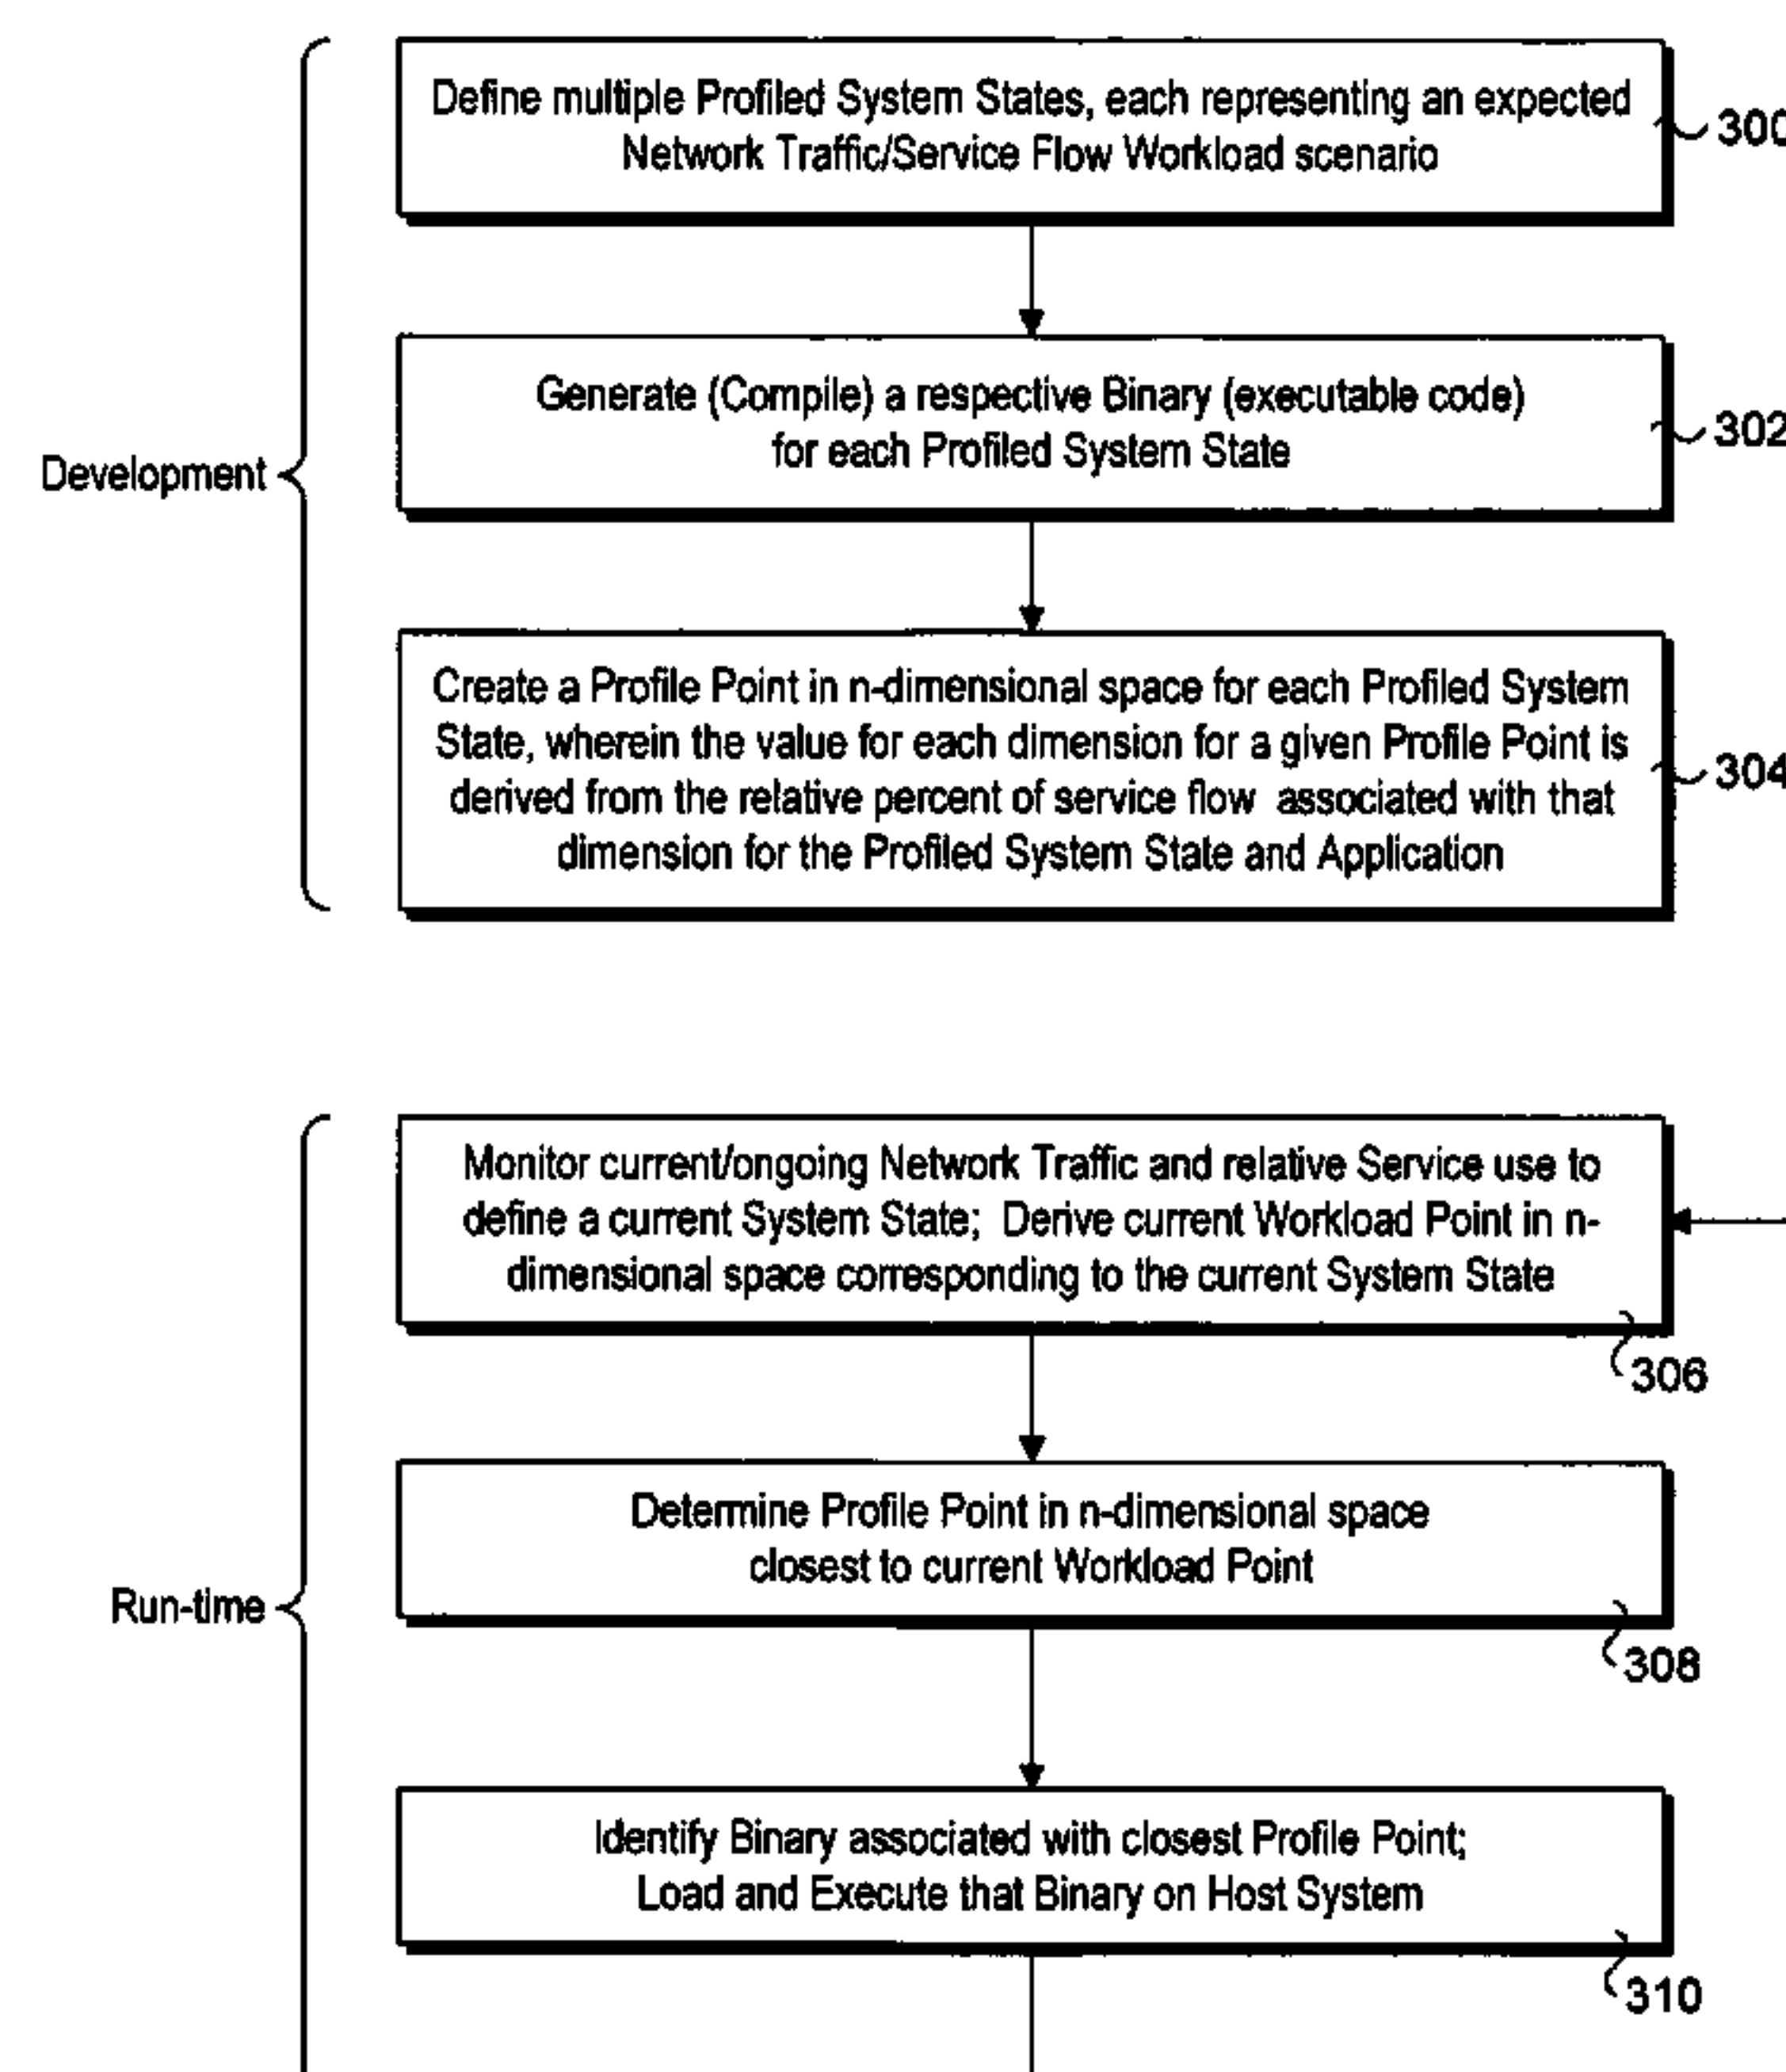 Define multiple Profiled System States, each representing an expected
Network Traffic/Service Flow Workload scenario
300
Generate (Compile) a respective Binary (executable code)
for each Profiled System State
302
Development
Create a Profile Point in n-dimensional space for each Profiled System
State, wherein the value for each dimension for a given Profile Point is
derived from the relative percent of service flow associated with that
dimension for the Profiled System State and Application
304
Monitor current/ongoing Network Traffic and relative Service use to
define a current System State; Derive current Workload Point in n-
dimensional space corresponding to the current System State
306
Determine Profile Point in n-dimensional space
closest to current Workload Point
308
Run-time
Identify Binary associated with closest Profile Point;
Load and Execute that Binary on Host System
310